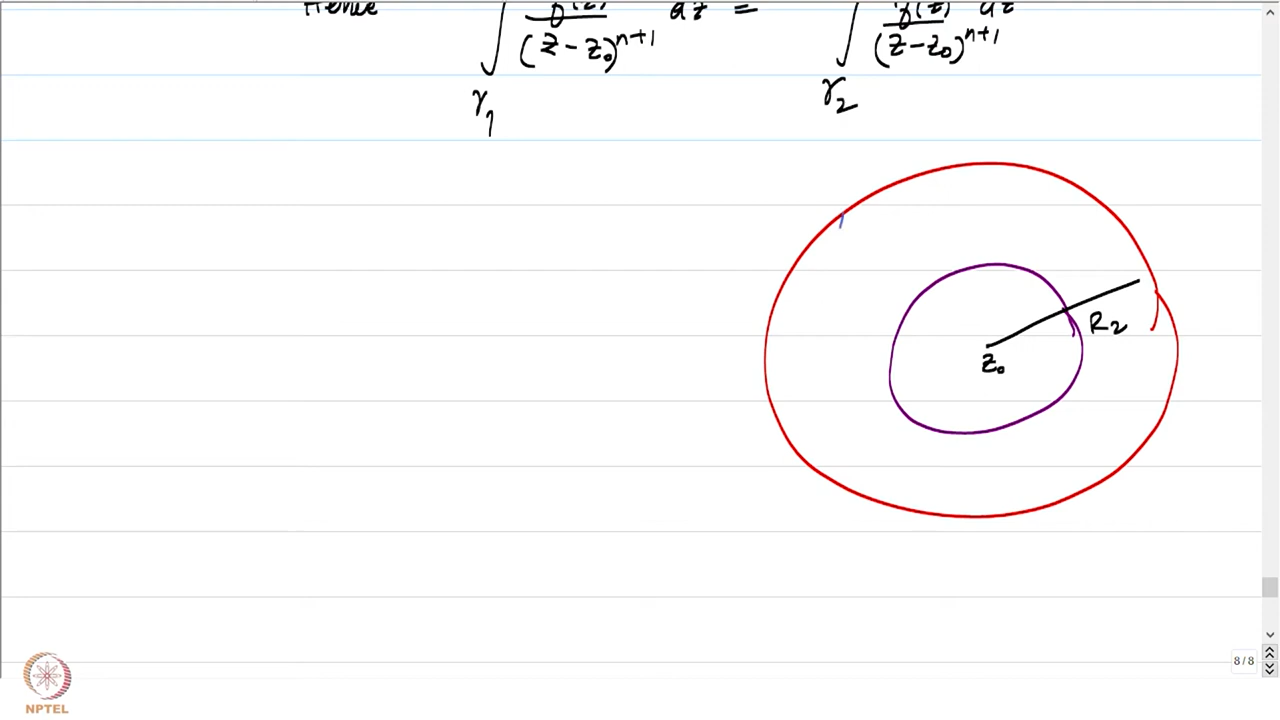 Hence ∫ f(z) dz = ∫ f(z) dz
(z - z₀)ⁿ⁺¹ (z - z₀)ⁿ⁺¹
γ₁ γ₂
R₂
z₀
8 / 8
NPTEL